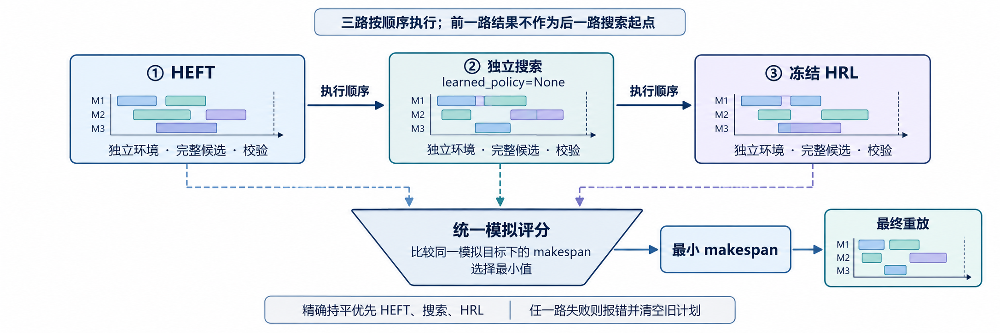 三路按顺序执行；前一路结果不作为后一路搜索起点
① HEFT
M1
M2
M3
独立环境 · 完整候选 · 校验
执行顺序
② 独立搜索
learned_policy=None
M1
M2
M3
独立环境 · 完整候选 · 校验
执行顺序
③ 冻结 HRL
M1
M2
M3
独立环境 · 完整候选 · 校验
统一模拟评分
比较同一模拟目标下的 makespan
选择最小值
最小 makespan
最终重放
M1
M2
M3
精确持平优先 HEFT、搜索、HRL
任一路失败则报错并清空旧计划